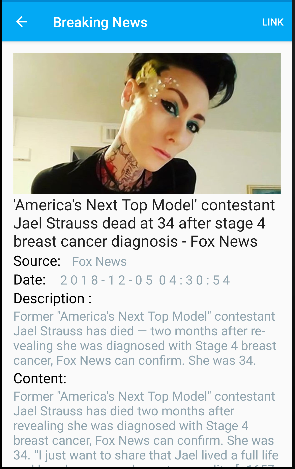 Breaking News
LINK
'America's Next Top Model' contestant
Jael Strauss dead at 34 after stage 4
breast cancer diagnosis - Fox News
Source: Fox News
Date: 2018-12-05 04:30:54
Description :
Former "America's Next Top Model" contestant
Jael Strauss has died — two months after re-
vealing she was diagnosed with Stage 4 breast
cancer, Fox News can confirm. She was 34.
Content:
Former "America's Next Top Model" contestant
Jael Strauss has died two months after
revealing she was diagnosed with Stage 4
breast cancer, Fox News can confirm. She was
34. "I just want to share that Jael lived a full life